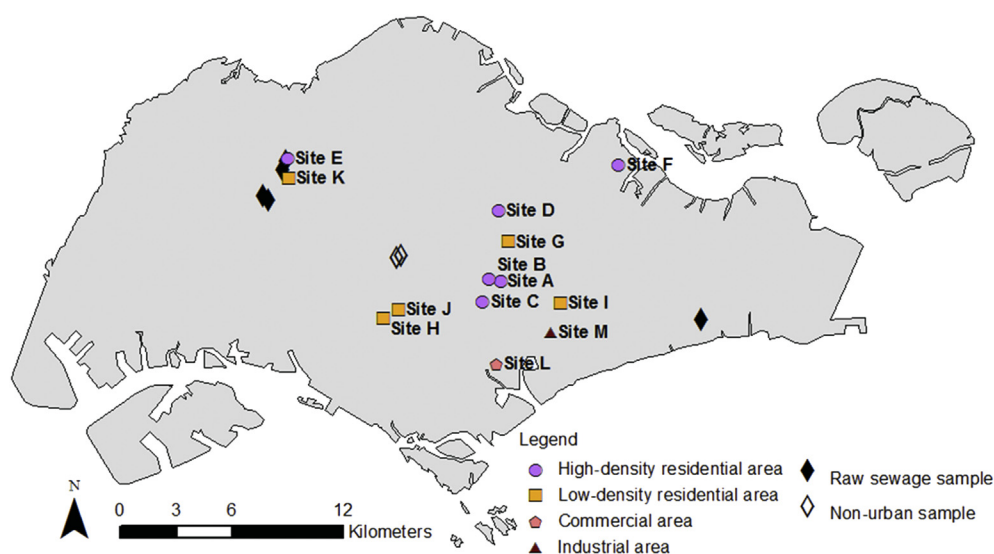 Site E
Site K
Site F
Site D
Site G
Site B
Site A
Site C
Site I
Site J
Site H
Site M
Site L
Legend
High-density residential area
Low-density residential area
Commercial area
Industrial area
Raw sewage sample
Non-urban sample
N
0 3 6 12
Kilometers